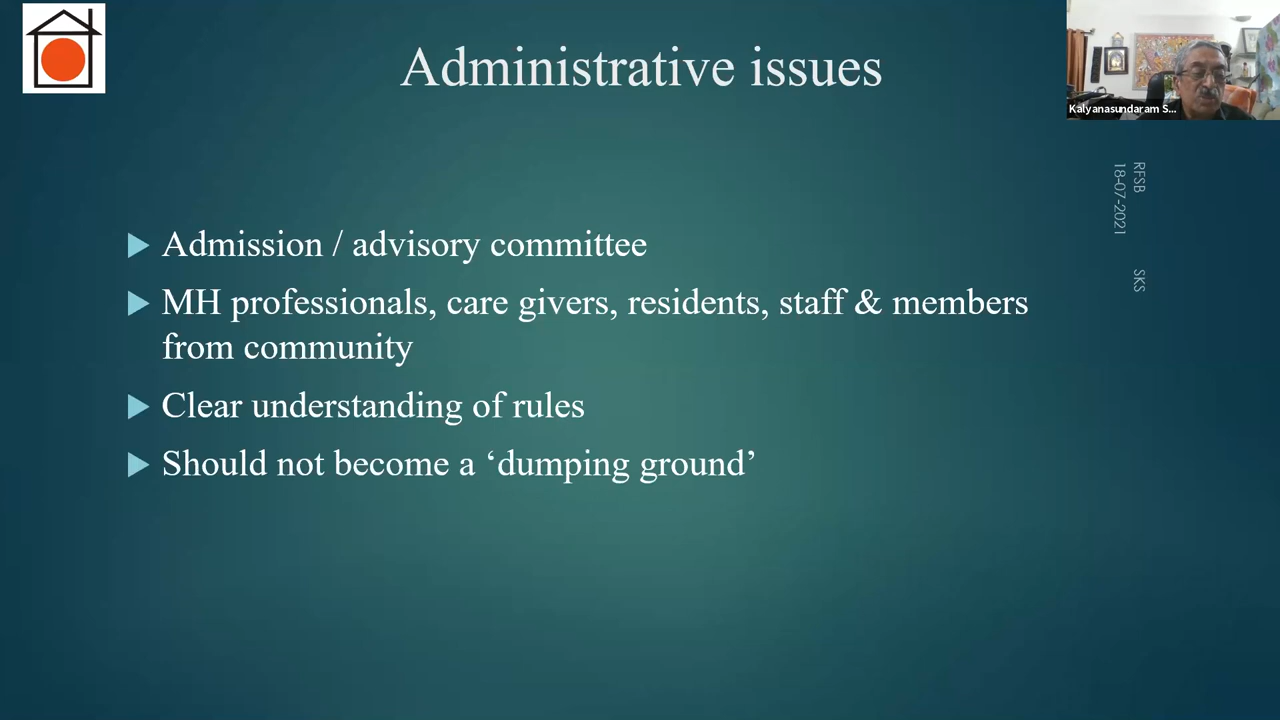 Administrative issues
Kalyanasundaram S...
RFSB
18-07-2021
SKS
Admission / advisory committee
MH professionals, care givers, residents, staff & members
from community
Clear understanding of rules
Should not become a ‘dumping ground’